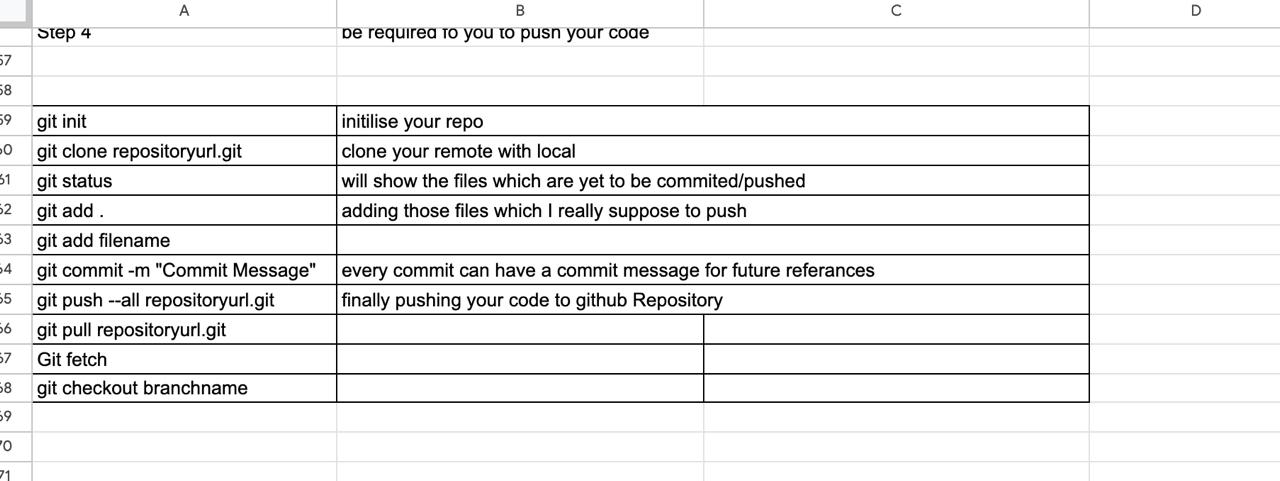 A B C D
Step 4 be required to you to push your code
57
58
59 git init initilise your repo
60 git clone repositoryurl.git clone your remote with local
61 git status will show the files which are yet to be commited/pushed
62 git add . adding those files which I really suppose to push
63 git add filename
64 git commit -m "Commit Message" every commit can have a commit message for future referances
65 git push --all repositoryurl.git finally pushing your code to github Repository
66 git pull repositoryurl.git
67 Git fetch
68 git checkout branchname
69
70
71